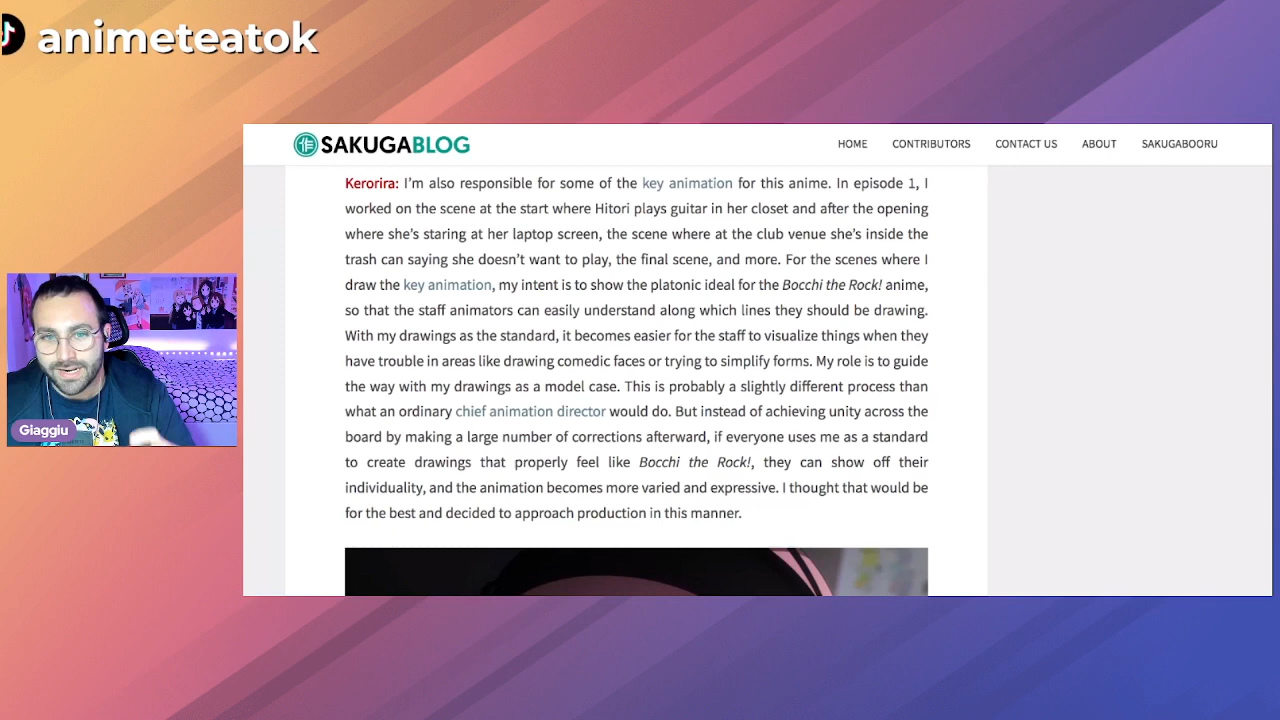 animeteatok
SAKUGABLOG
HOME CONTRIBUTORS CONTACT US ABOUT SAKUGABOORU
Kerorira: I’m also responsible for some of the key animation for this anime. In episode 1, I
worked on the scene at the start where Hitori plays guitar in her closet and after the opening
where she’s staring at her laptop screen, the scene where at the club venue she’s inside the
trash can saying she doesn’t want to play, the final scene, and more. For the scenes where I
draw the key animation, my intent is to show the platonic ideal for the Bocchi the Rock! anime,
so that the staff animators can easily understand along which lines they should be drawing.
With my drawings as the standard, it becomes easier for the staff to visualize things when they
have trouble in areas like drawing comedic faces or trying to simplify forms. My role is to guide
the way with my drawings as a model case. This is probably a slightly different process than
what an ordinary chief animation director would do. But instead of achieving unity across the
board by making a large number of corrections afterward, if everyone uses me as a standard
to create drawings that properly feel like Bocchi the Rock!, they can show off their
individuality, and the animation becomes more varied and expressive. I thought that would be
for the best and decided to approach production in this manner.
Giaggiu